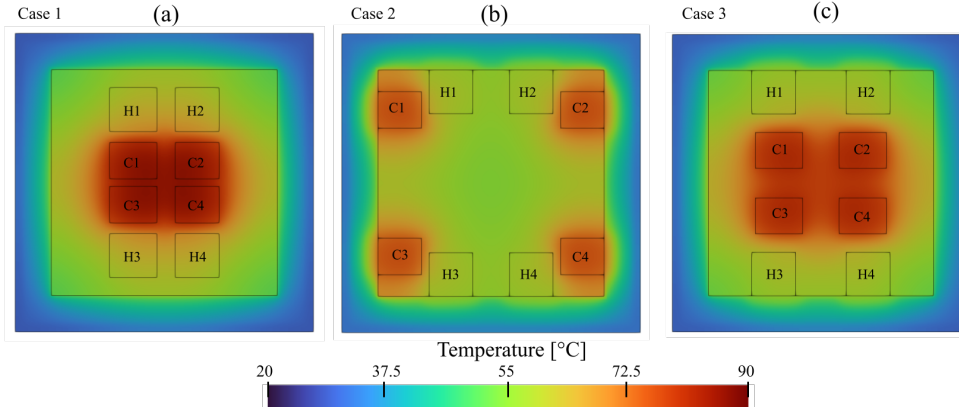 Case 1
(a)
Case 2
(b)
Case 3
(c)
H1 H2
C1 C2
C3 C4
H3 H4
C1 H1 H2 C2
C3 H3 H4 C4
H1 H2
C1 C2
C3 C4
H3 H4
Temperature [°C]
20 37.5 55 72.5 90